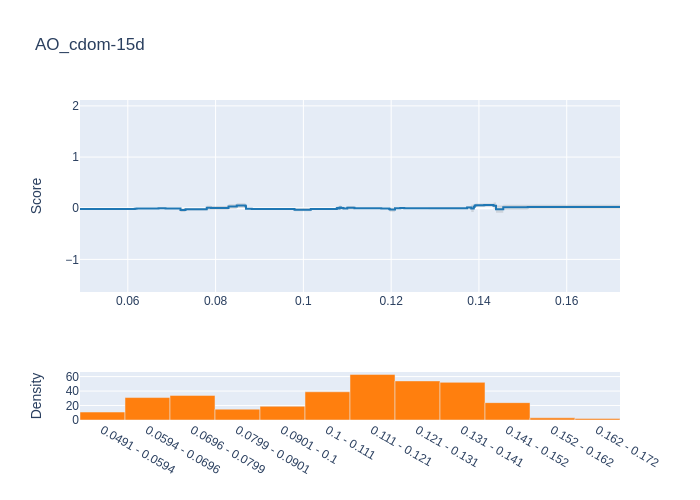 AO_cdom-15d
2
1
0
−1
Score
0.06 0.08 0.1 0.12 0.14 0.16
60
40
20
0
Density
0.0491 - 0.0594
0.0594 - 0.0696
0.0696 - 0.0799
0.0799 - 0.0901
0.0901 - 0.1
0.1 - 0.111
0.111 - 0.121
0.121 - 0.131
0.131 - 0.141
0.141 - 0.152
0.152 - 0.162
0.162 - 0.172